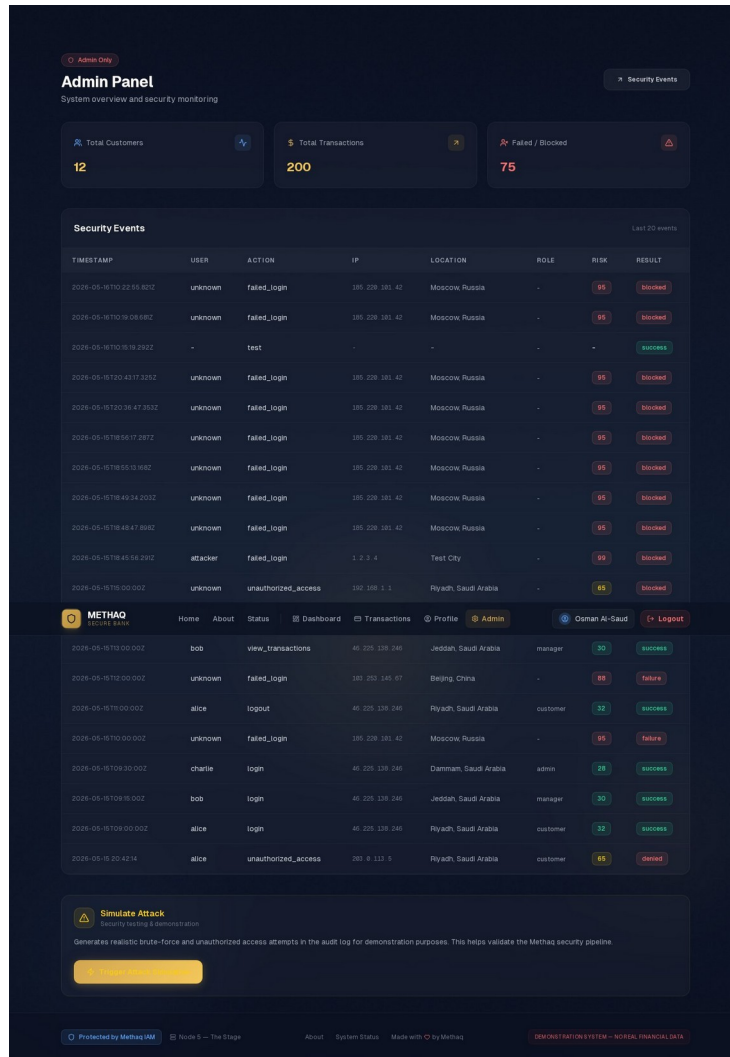 Admin Only
Admin Panel
System overview and security monitoring
Security Events
Total Customers
12
Total Transactions
200
Failed / Blocked
75
Security Events
Last 20 events
TIMESTAMP USER ACTION IP LOCATION ROLE RISK RESULT
2026-05-16T10:22:55.821Z unknown failed_login 185.220.101.42 Moscow, Russia - 95 blocked
2026-05-16T10:19:08.681Z unknown failed_login 185.220.101.42 Moscow, Russia - 95 blocked
2026-05-16T10:15:19.292Z - test - - - - success
2026-05-15T20:43:17.325Z unknown failed_login 185.220.101.42 Moscow, Russia - 95 blocked
2026-05-15T20:36:47.353Z unknown failed_login 185.220.101.42 Moscow, Russia - 95 blocked
2026-05-15T18:56:17.287Z unknown failed_login 185.220.101.42 Moscow, Russia - 95 blocked
2026-05-15T18:55:13.168Z unknown failed_login 185.220.101.42 Moscow, Russia - 95 blocked
2026-05-15T18:49:34.203Z unknown failed_login 185.220.101.42 Moscow, Russia - 95 blocked
2026-05-15T18:48:47.898Z unknown failed_login 185.220.101.42 Moscow, Russia - 95 blocked
2026-05-15T18:45:56.291Z attacker failed_login 1.2.3.4 Test City - 99 blocked
2026-05-15T15:00:00Z unknown unauthorized_access 192.168.1.1 Riyadh, Saudi Arabia 65 blocked
METHAQ
SECURE BANK
Home About Status Dashboard Transactions Profile Admin Osman Al-Saud Logout
2026-05-15T13:00:00Z bob view_transactions 46.225.138.246 Jeddah, Saudi Arabia manager 30 success
2026-05-15T12:00:00Z unknown failed_login 103.253.145.67 Beijing, China - 88 failure
2026-05-15T11:00:00Z alice logout 46.225.138.246 Riyadh, Saudi Arabia customer 32 success
2026-05-15T10:00:00Z unknown failed_login 185.220.101.42 Moscow, Russia - 95 failure
2026-05-15T09:30:00Z charlie login 46.225.138.246 Dammam, Saudi Arabia admin 28 success
2026-05-15T09:15:00Z bob login 46.225.138.246 Jeddah, Saudi Arabia manager 30 success
2026-05-15T09:00:00Z alice login 46.225.138.246 Riyadh, Saudi Arabia customer 32 success
2026-05-15 20:42:14 alice unauthorized_access 203.0.113.5 Riyadh, Saudi Arabia customer 65 denied
Simulate Attack
Security testing & demonstration
Generates realistic brute-force and unauthorized access attempts in the audit log for demonstration purposes. This helps validate the Methaq security pipeline.
Trigger
Protected by Methaq IAM Node 5 — The Stage About System Status Made with by Methaq DEMONSTRATION SYSTEM — NO REAL FINANCIAL DATA